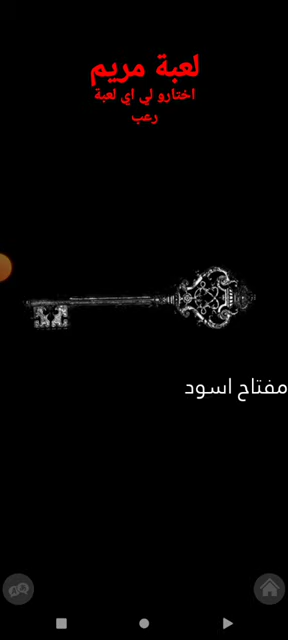 لعبة مريم
اختارو لي اي لعبة
رعب
مفتاح اسود